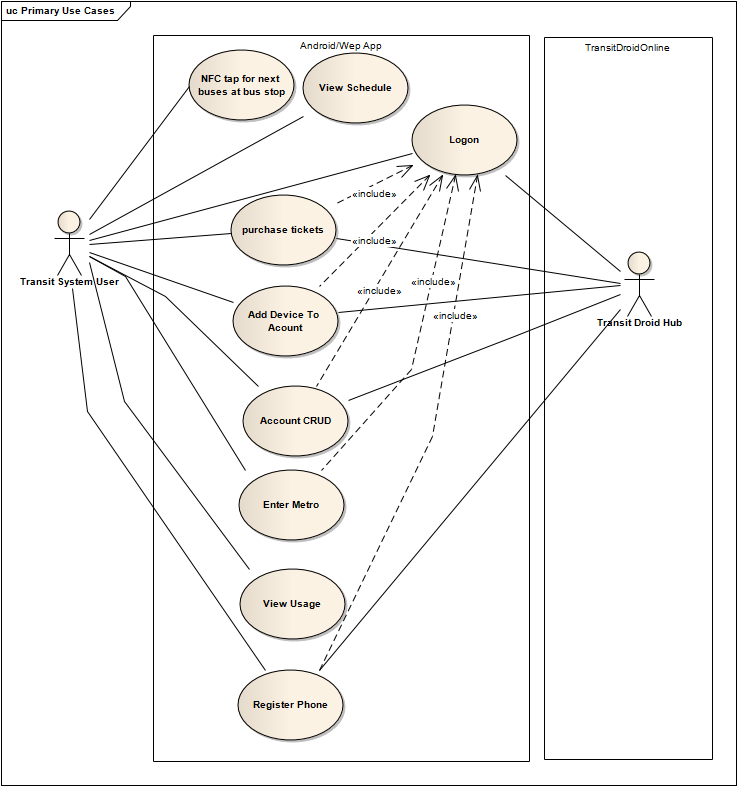 uc Primary Use Cases
Android/Wep App
TransitDroidOnline
NFC tap for next
buses at bus stop
View Schedule
Logon
«include»
purchase tickets
«include»
Transit System User
Add Device To
Acount
«include»
«include»
«include»
Transit Droid Hub
Account CRUD
Enter Metro
View Usage
Register Phone